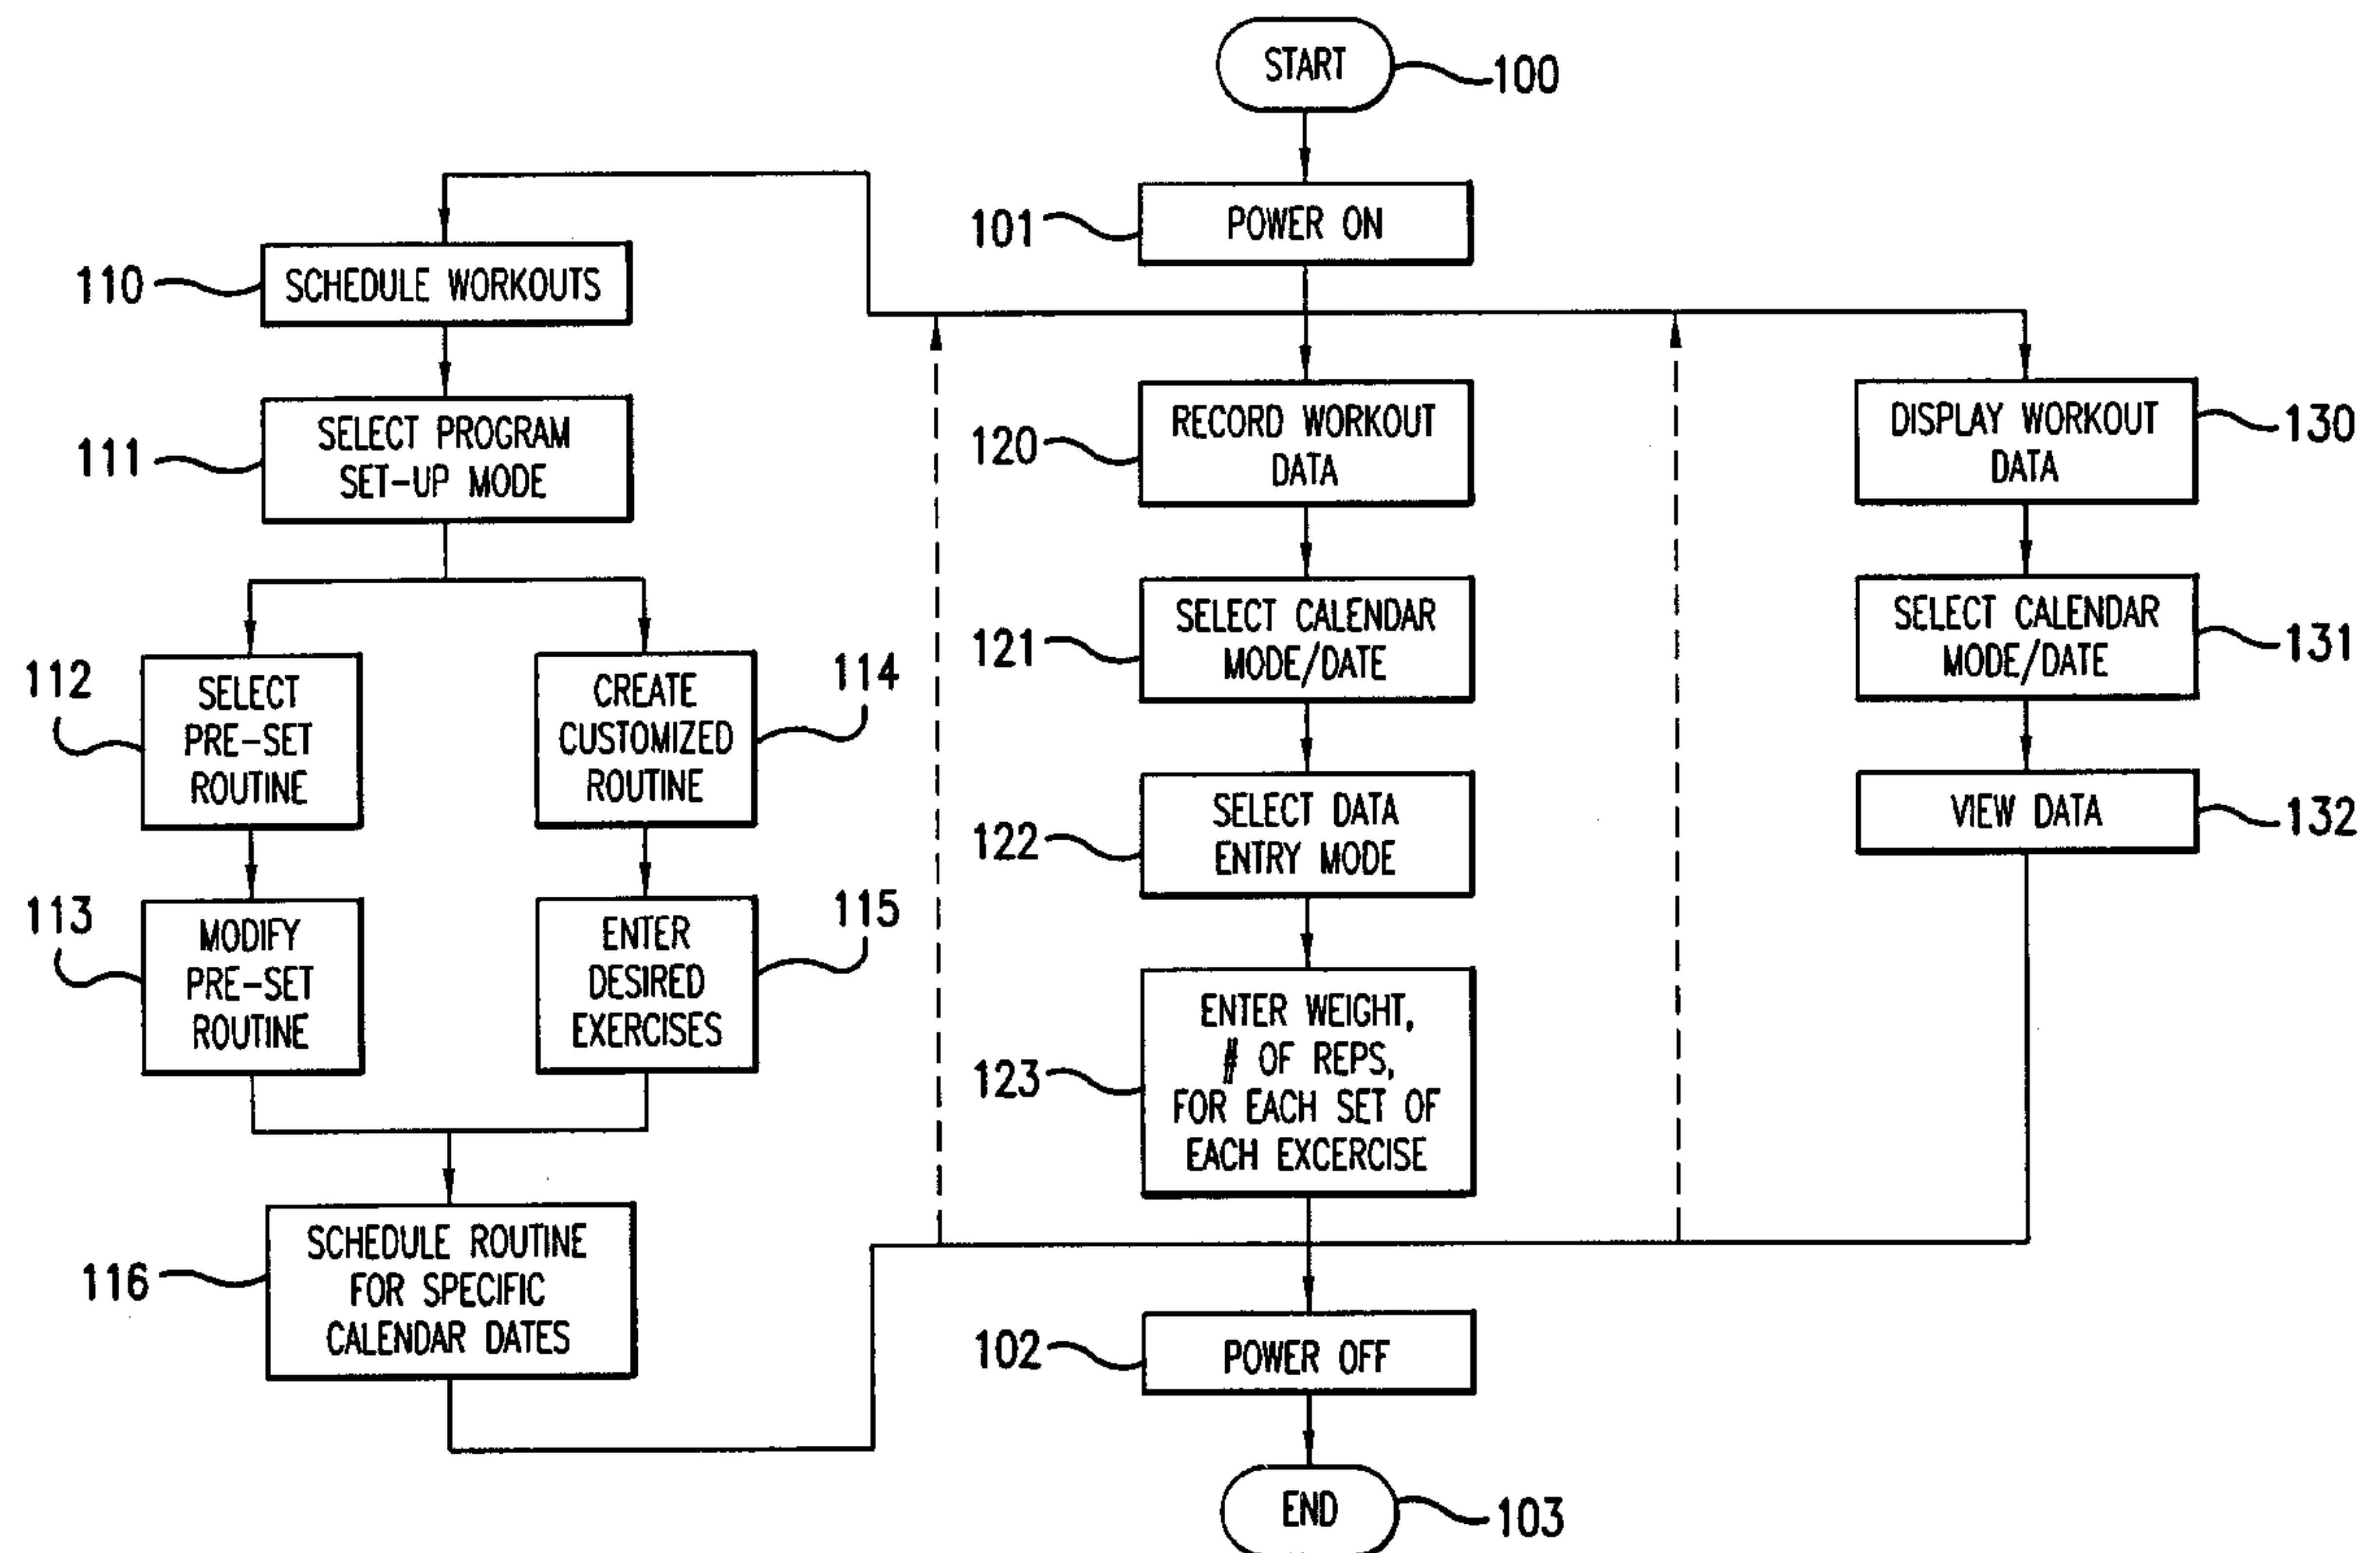 START
100
101
POWER ON
110
SCHEDULE WORKOUTS
111
SELECT PROGRAM
SET-UP MODE
112
SELECT
PRE-SET
ROUTINE
114
CREATE
CUSTOMIZED
ROUTINE
113
MODIFY
PRE-SET
ROUTINE
115
ENTER
DESIRED
EXERCISES
116
SCHEDULE ROUTINE
FOR SPECIFIC
CALENDAR DATES
120
RECORD WORKOUT
DATA
121
SELECT CALENDAR
MODE/DATE
122
SELECT DATA
ENTRY MODE
123
ENTER WEIGHT,
# OF REPS,
FOR EACH SET OF
EACH EXCERCISE
130
DISPLAY WORKOUT
DATA
131
SELECT CALENDAR
MODE/DATE
132
VIEW DATA
102
POWER OFF
END
103